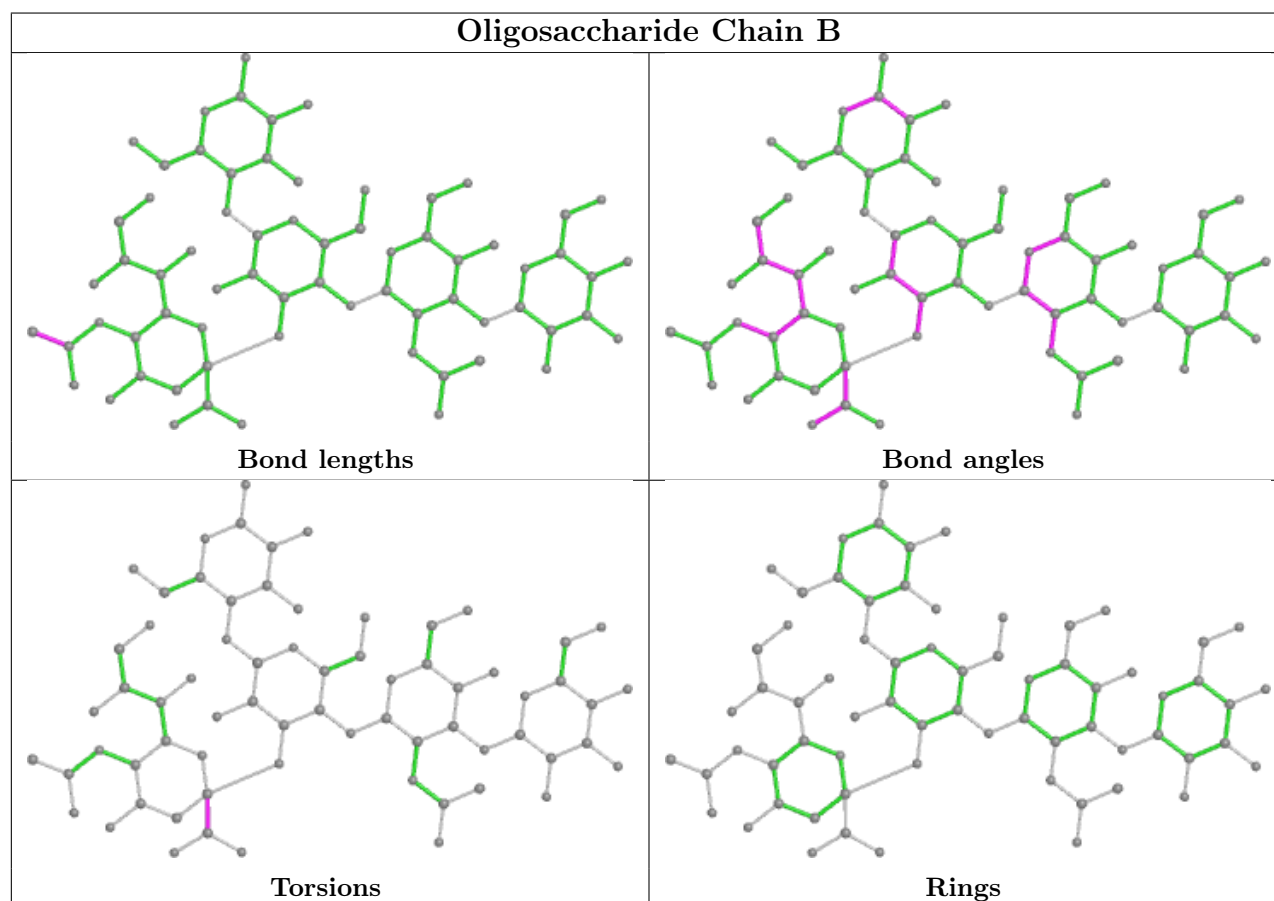 Oligosaccharide Chain B
Bond lengths
Bond angles
Torsions
Rings